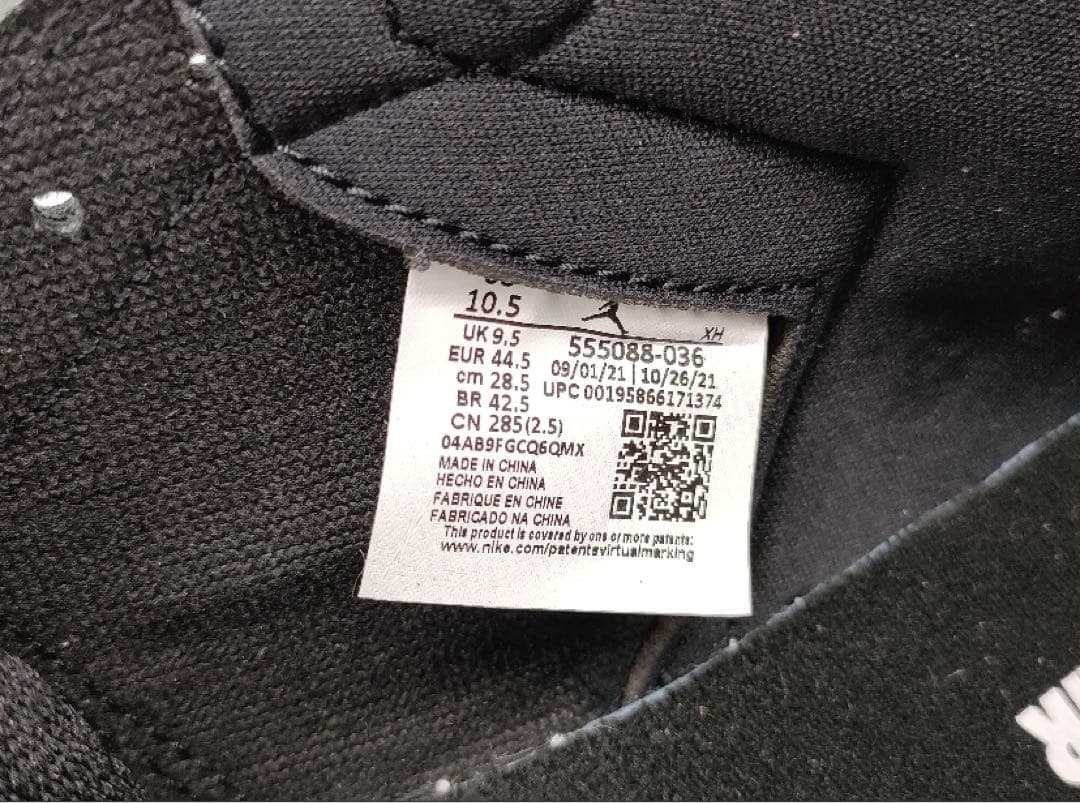 10.5
XH
UK 9.5
EUR 44.5
cm 28.5
BR 42.5
CN 285(2.5)
04AB9FGCQ6QMX
555088-036
09/01/21 | 10/26/21
UPC 00195866171374
MADE IN CHINA
HECHO EN CHINA
FABRIQUE EN CHINE
FABRICADO NA CHINA
This product is covered by one or more patents:
www.nike.com/patentsvirtualmarking